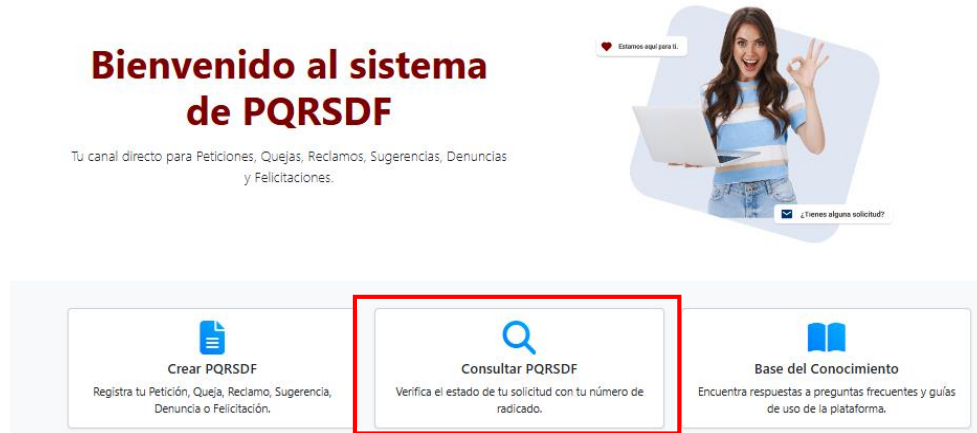 Bienvenido al sistema
de PQRSDF
Tu canal directo para Peticiones, Quejas, Reclamos, Sugerencias, Denuncias
y Felicitaciones.
Estamos aquí para ti.
¿Tienes alguna solicitud?
Crear PQRSDF
Registra tu Petición, Queja, Reclamo, Sugerencia,
Denuncia o Felicitación.
Consultar PQRSDF
Verifica el estado de tu solicitud con tu número de
radicado.
Base del Conocimiento
Encuentra respuestas a preguntas frecuentes y guías
de uso de la plataforma.